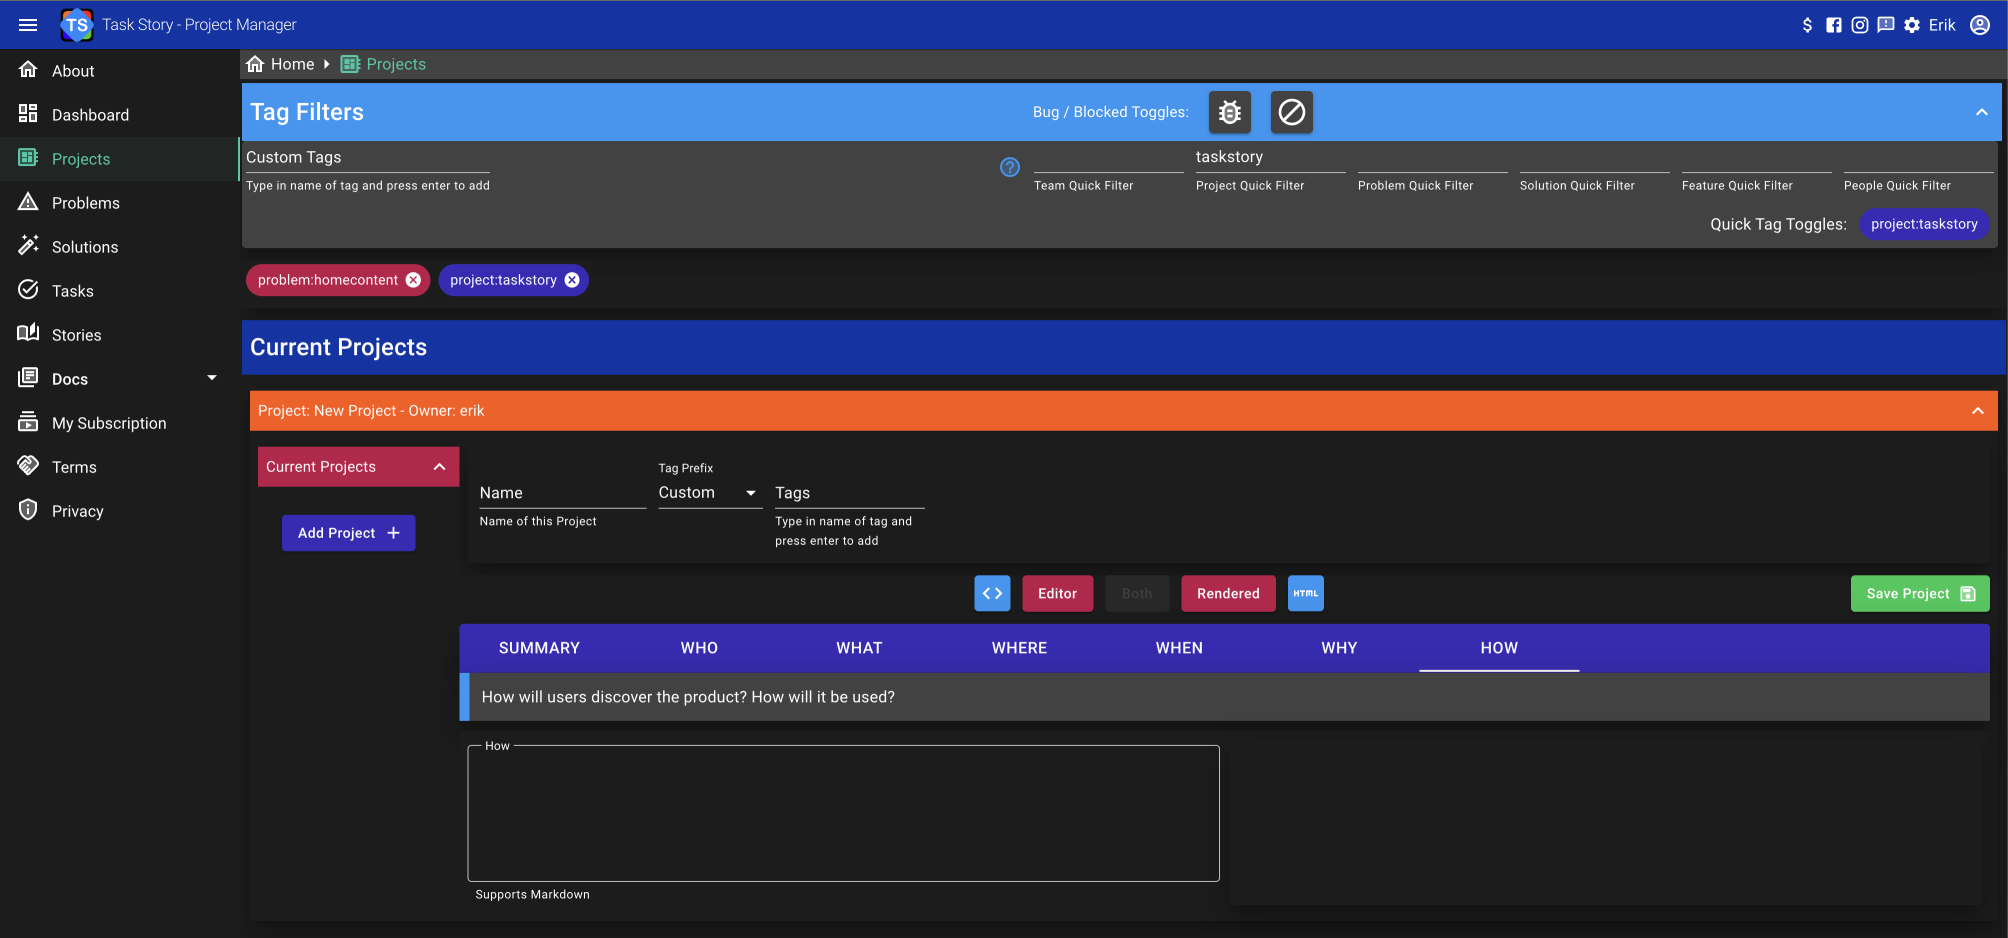 TS Task Story - Project Manager
Erik
About
Dashboard
Projects
Problems
Solutions
Tasks
Stories
Docs
My Subscription
Terms
Privacy
Home Projects
Tag Filters
Bug / Blocked Toggles:
Custom Tags
Type in name of tag and press enter to add
?
Team Quick Filter
taskstory
Project Quick Filter
Problem Quick Filter
Solution Quick Filter
Feature Quick Filter
People Quick Filter
Quick Tag Toggles: project:taskstory
problem:homecontent project:taskstory
Current Projects
Project: New Project - Owner: erik
Current Projects
Add Project +
Name
Name of this Project
Tag Prefix
Custom
Tags
Type in name of tag and
press enter to add
<> Editor Both Rendered HTML
Save Project
SUMMARY WHO WHAT WHERE WHEN WHY HOW
How will users discover the product? How will it be used?
How
Supports Markdown